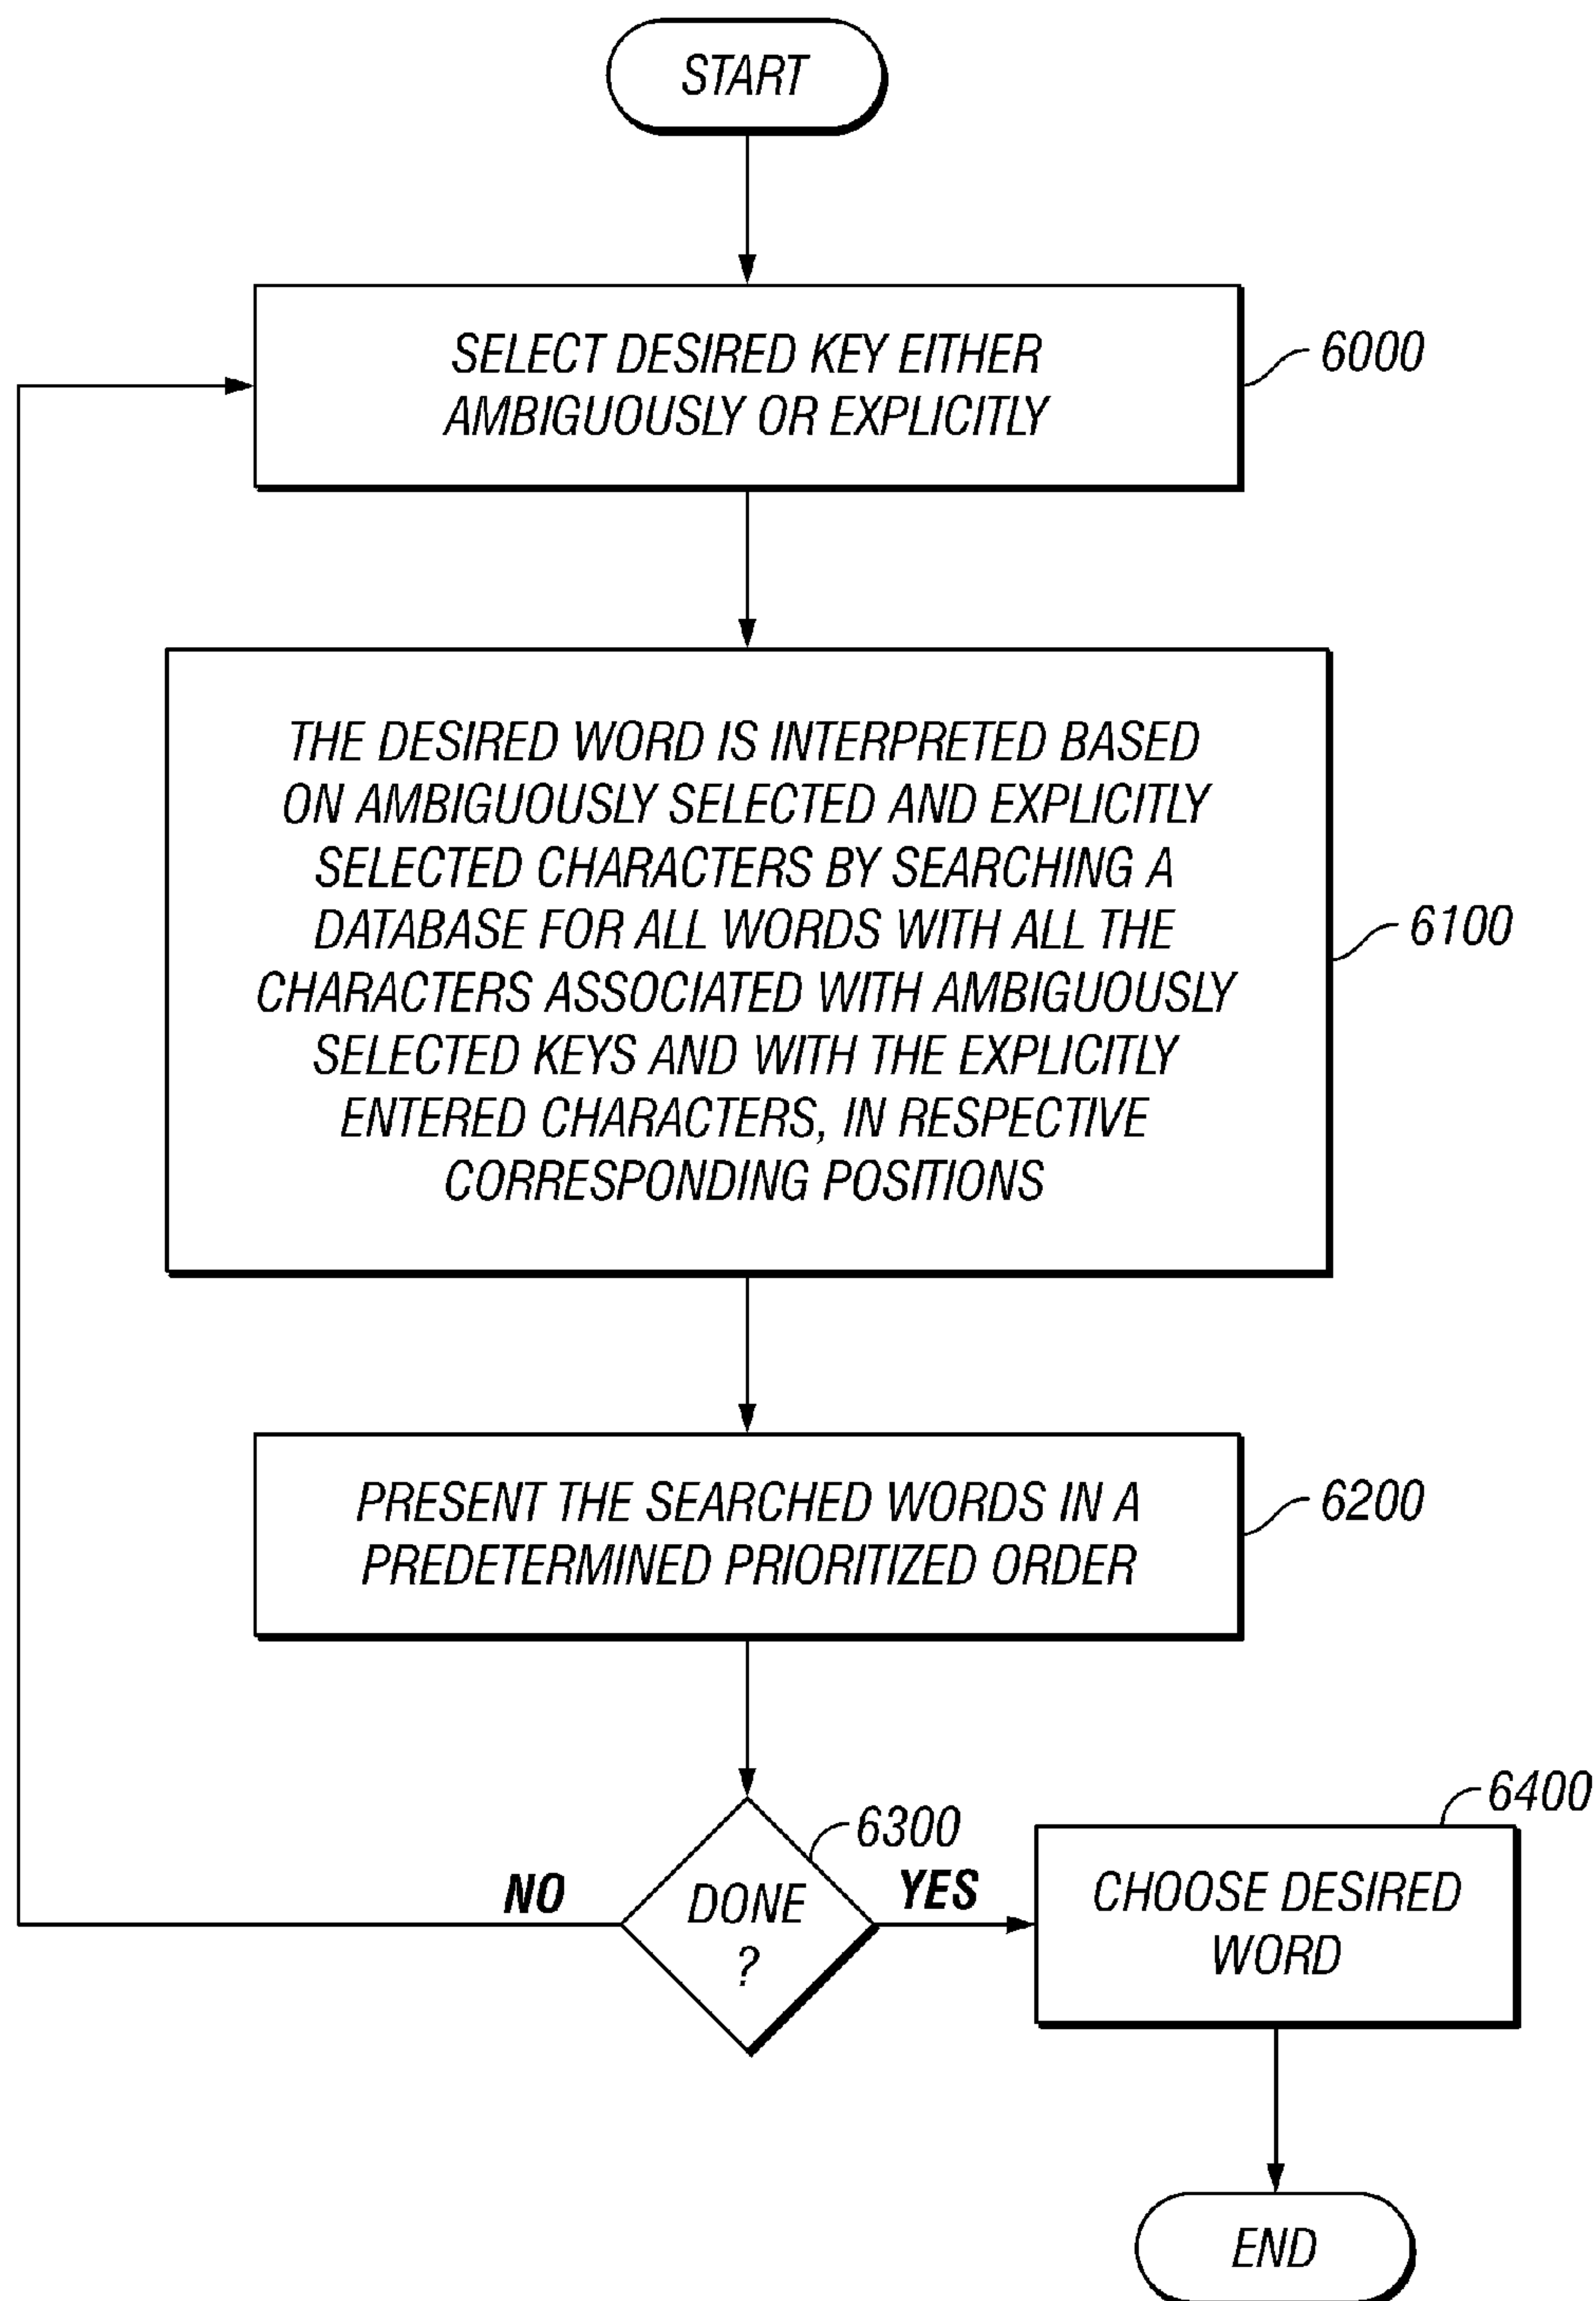 START
SELECT DESIRED KEY EITHER
AMBIGUOUSLY OR EXPLICITLY
6000
THE DESIRED WORD IS INTERPRETED BASED
ON AMBIGUOUSLY SELECTED AND EXPLICITLY
SELECTED CHARACTERS BY SEARCHING A
DATABASE FOR ALL WORDS WITH ALL THE
CHARACTERS ASSOCIATED WITH AMBIGUOUSLY
SELECTED KEYS AND WITH THE EXPLICITLY
ENTERED CHARACTERS, IN RESPECTIVE
CORRESPONDING POSITIONS
6100
PRESENT THE SEARCHED WORDS IN A
PREDETERMINED PRIORITIZED ORDER
6200
DONE
?
6300
NO
YES
CHOOSE DESIRED
WORD
6400
END